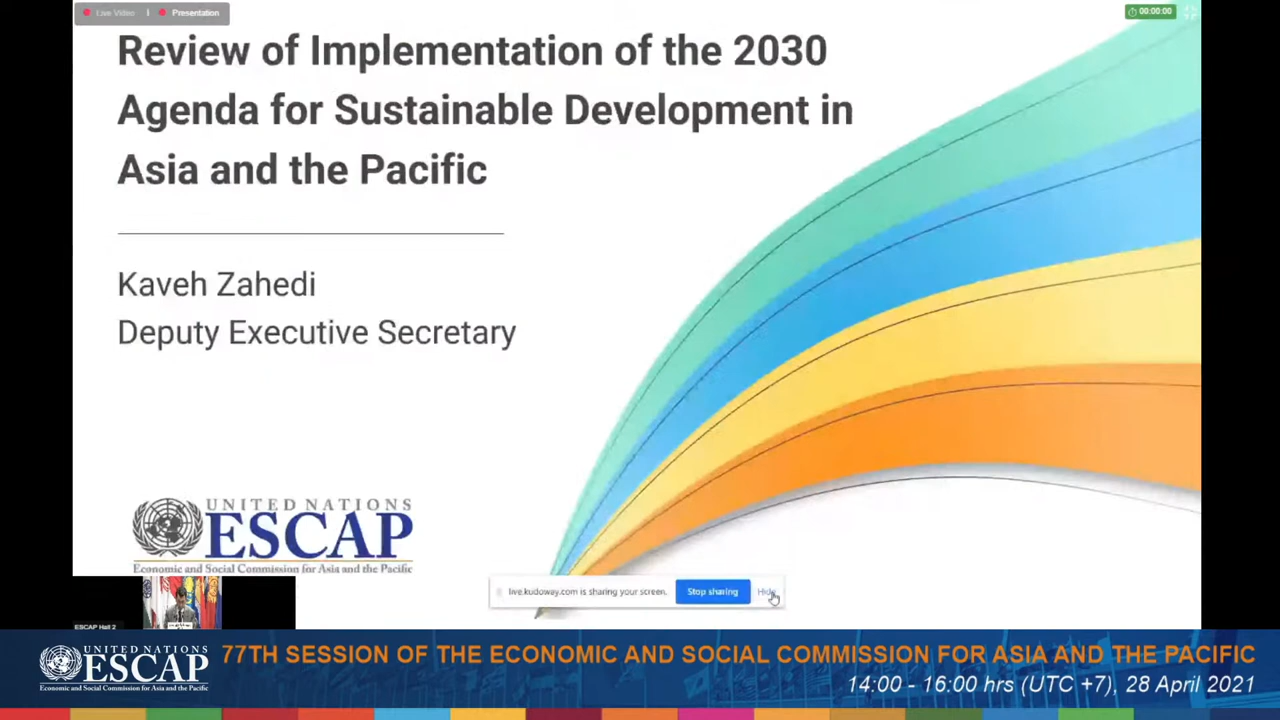 Live Video
Presentation
00:00:00
Review of Implementation of the 2030
Agenda for Sustainable Development in
Asia and the Pacific
Kaveh Zahedi
Deputy Executive Secretary
UNITED NATIONS
ESCAP
Economic and Social Commission for Asia and the Pacific
live.kudoway.com is sharing your screen.
Stop sharing
Hide
ESCAP Hall 2
UNITED NATIONS
ESCAP
Economic and Social Commission for Asia and the Pacific
77TH SESSION OF THE ECONOMIC AND SOCIAL COMMISSION FOR ASIA AND THE PACIFIC
14:00 - 16:00 hrs (UTC +7), 28 April 2021